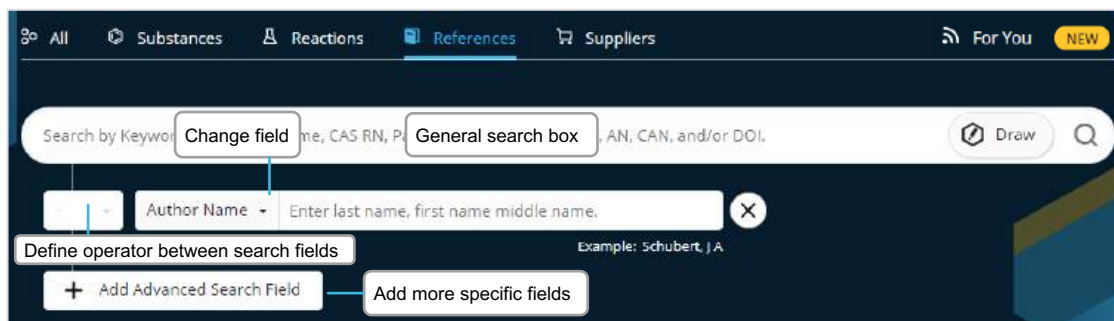 All Substances Reactions References Suppliers For You NEW
Search by Keywor Change field me, CAS RN, General search box , AN, CAN, and/or DOI. Draw
Author Name Enter last name, first name middle name.
Define operator between search fields
Example: Schubert, J A
+ Add Advanced Search Field Add more specific fields